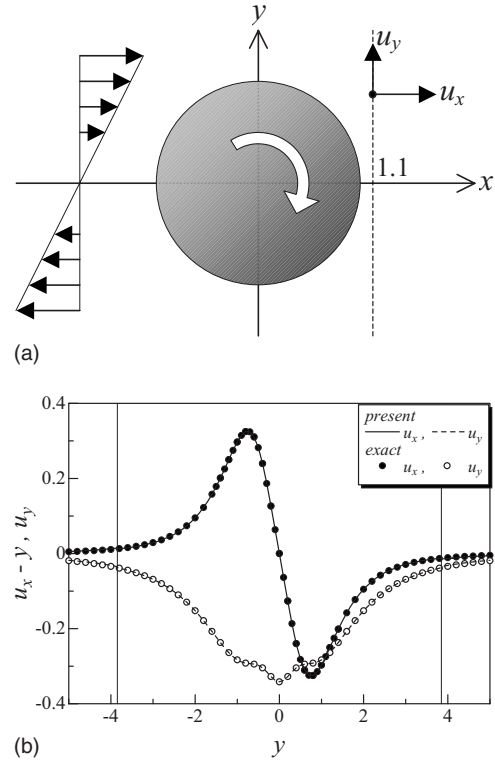 y
u_y
u_x
1.1
x
(a)
0.4
present
u_x , u_y
exact
u_x , u_y
0.2
0
-0.2
-0.4
u_x - y , u_y
-4 -2 0 2 4
y
(b)